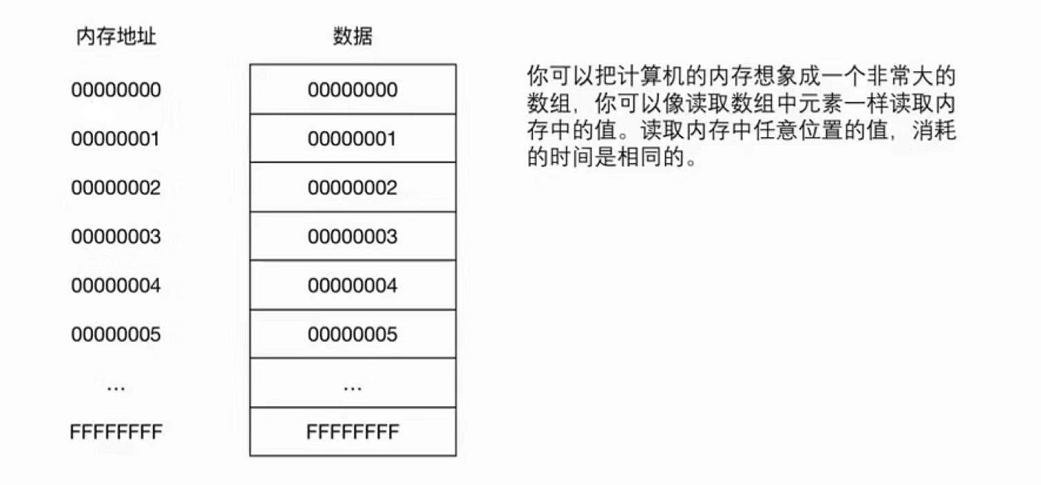 内存地址 数据
00000000 00000000
00000001 00000001
00000002 00000002
00000003 00000003
00000004 00000004
00000005 00000005
... ...
FFFFFFFF FFFFFFFF
你可以把计算机的内存想象成一个非常大的
数组，你可以像读取数组中元素一样读取内
存中的值。读取内存中任意位置的值，消耗
的时间是相同的。